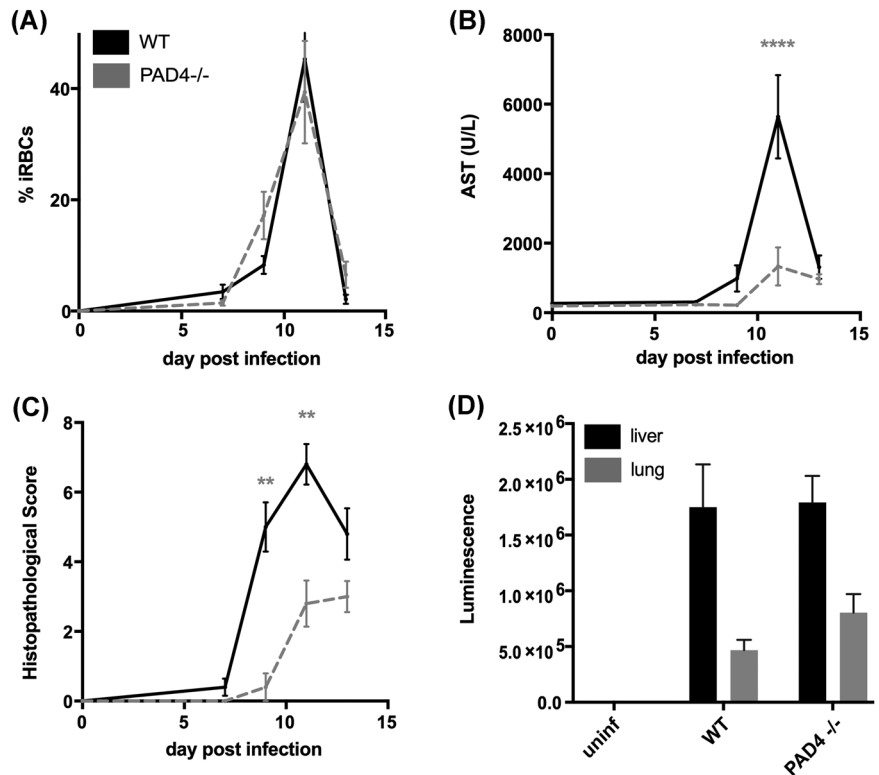 (A)
WT
PAD4-/-
% iRBCs
40
20
0
0 5 10 15
day post infection
(B)
****
AST (U/L)
8000
6000
4000
2000
0
0 5 10 15
day post infection
(C)
**
**
Histopathological Score
8
6
4
2
0
0 5 10 15
day post infection
(D)
liver
lung
Luminescence
2.5×10 6
2.0×10 6
1.5×10 6
1.0×10 6
5.0×10 5
0.0
uninf
WT
PAD4 -/-